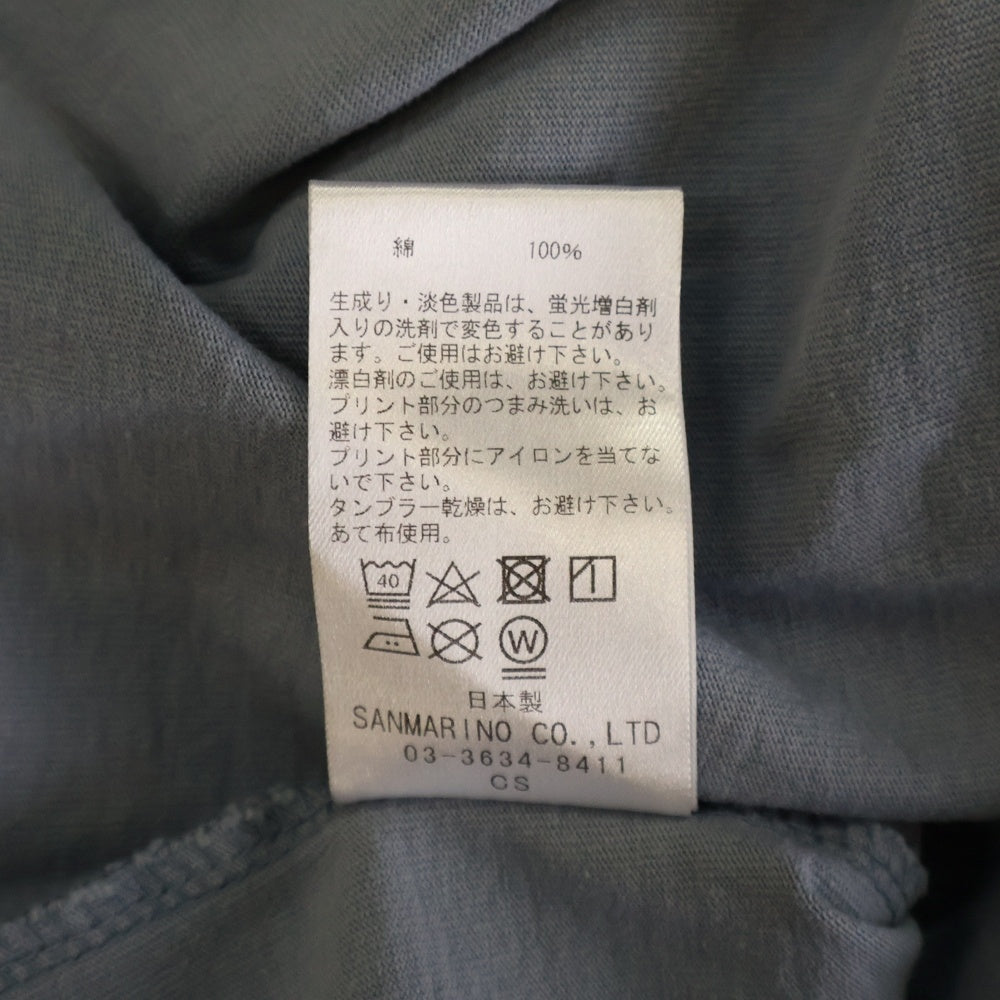 綿 100%
生成り・淡色製品は、蛍光増白剤
入りの洗剤で変色することがあり
ます。ご使用はお避け下さい。
漂白剤のご使用は、お避け下さい。
プリント部分のつまみ洗いは、お
避け下さい。
プリント部分にアイロンを当てな
いで下さい。
タンブラー乾燥は、お避け下さい。
あて布使用。
40
W
日本製
SANMARINO CO.,LTD
03-3634-8411
CS